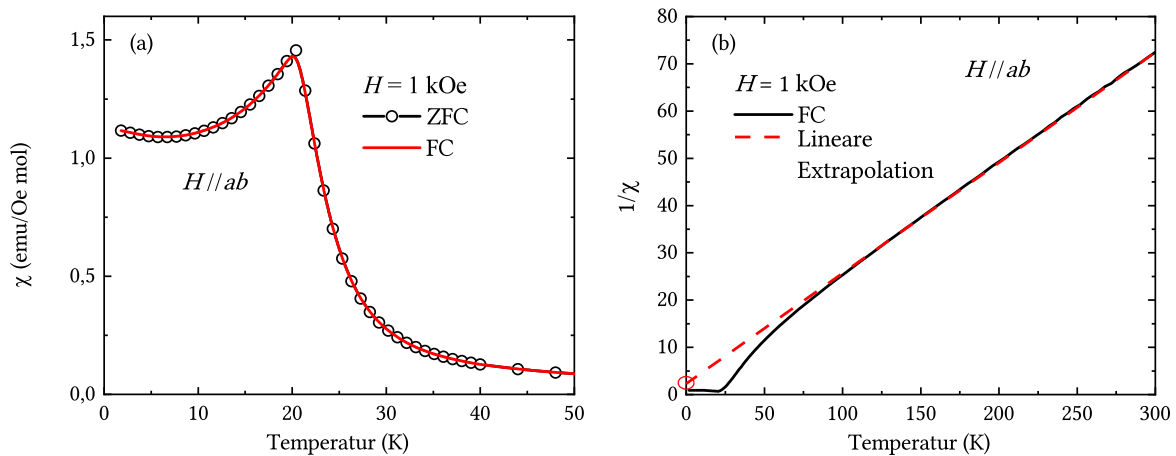 (a)
H = 1 kOe
ZFC
FC
H//ab
χ (emu/Oe mol)
1,5
1,0
0,5
0,0
0 10 20 30 40 50
Temperatur (K)
(b)
H//ab
H = 1 kOe
FC
Lineare
Extrapolation
1/χ
80
70
60
50
40
30
20
10
0
0 50 100 150 200 250 300
Temperatur (K)